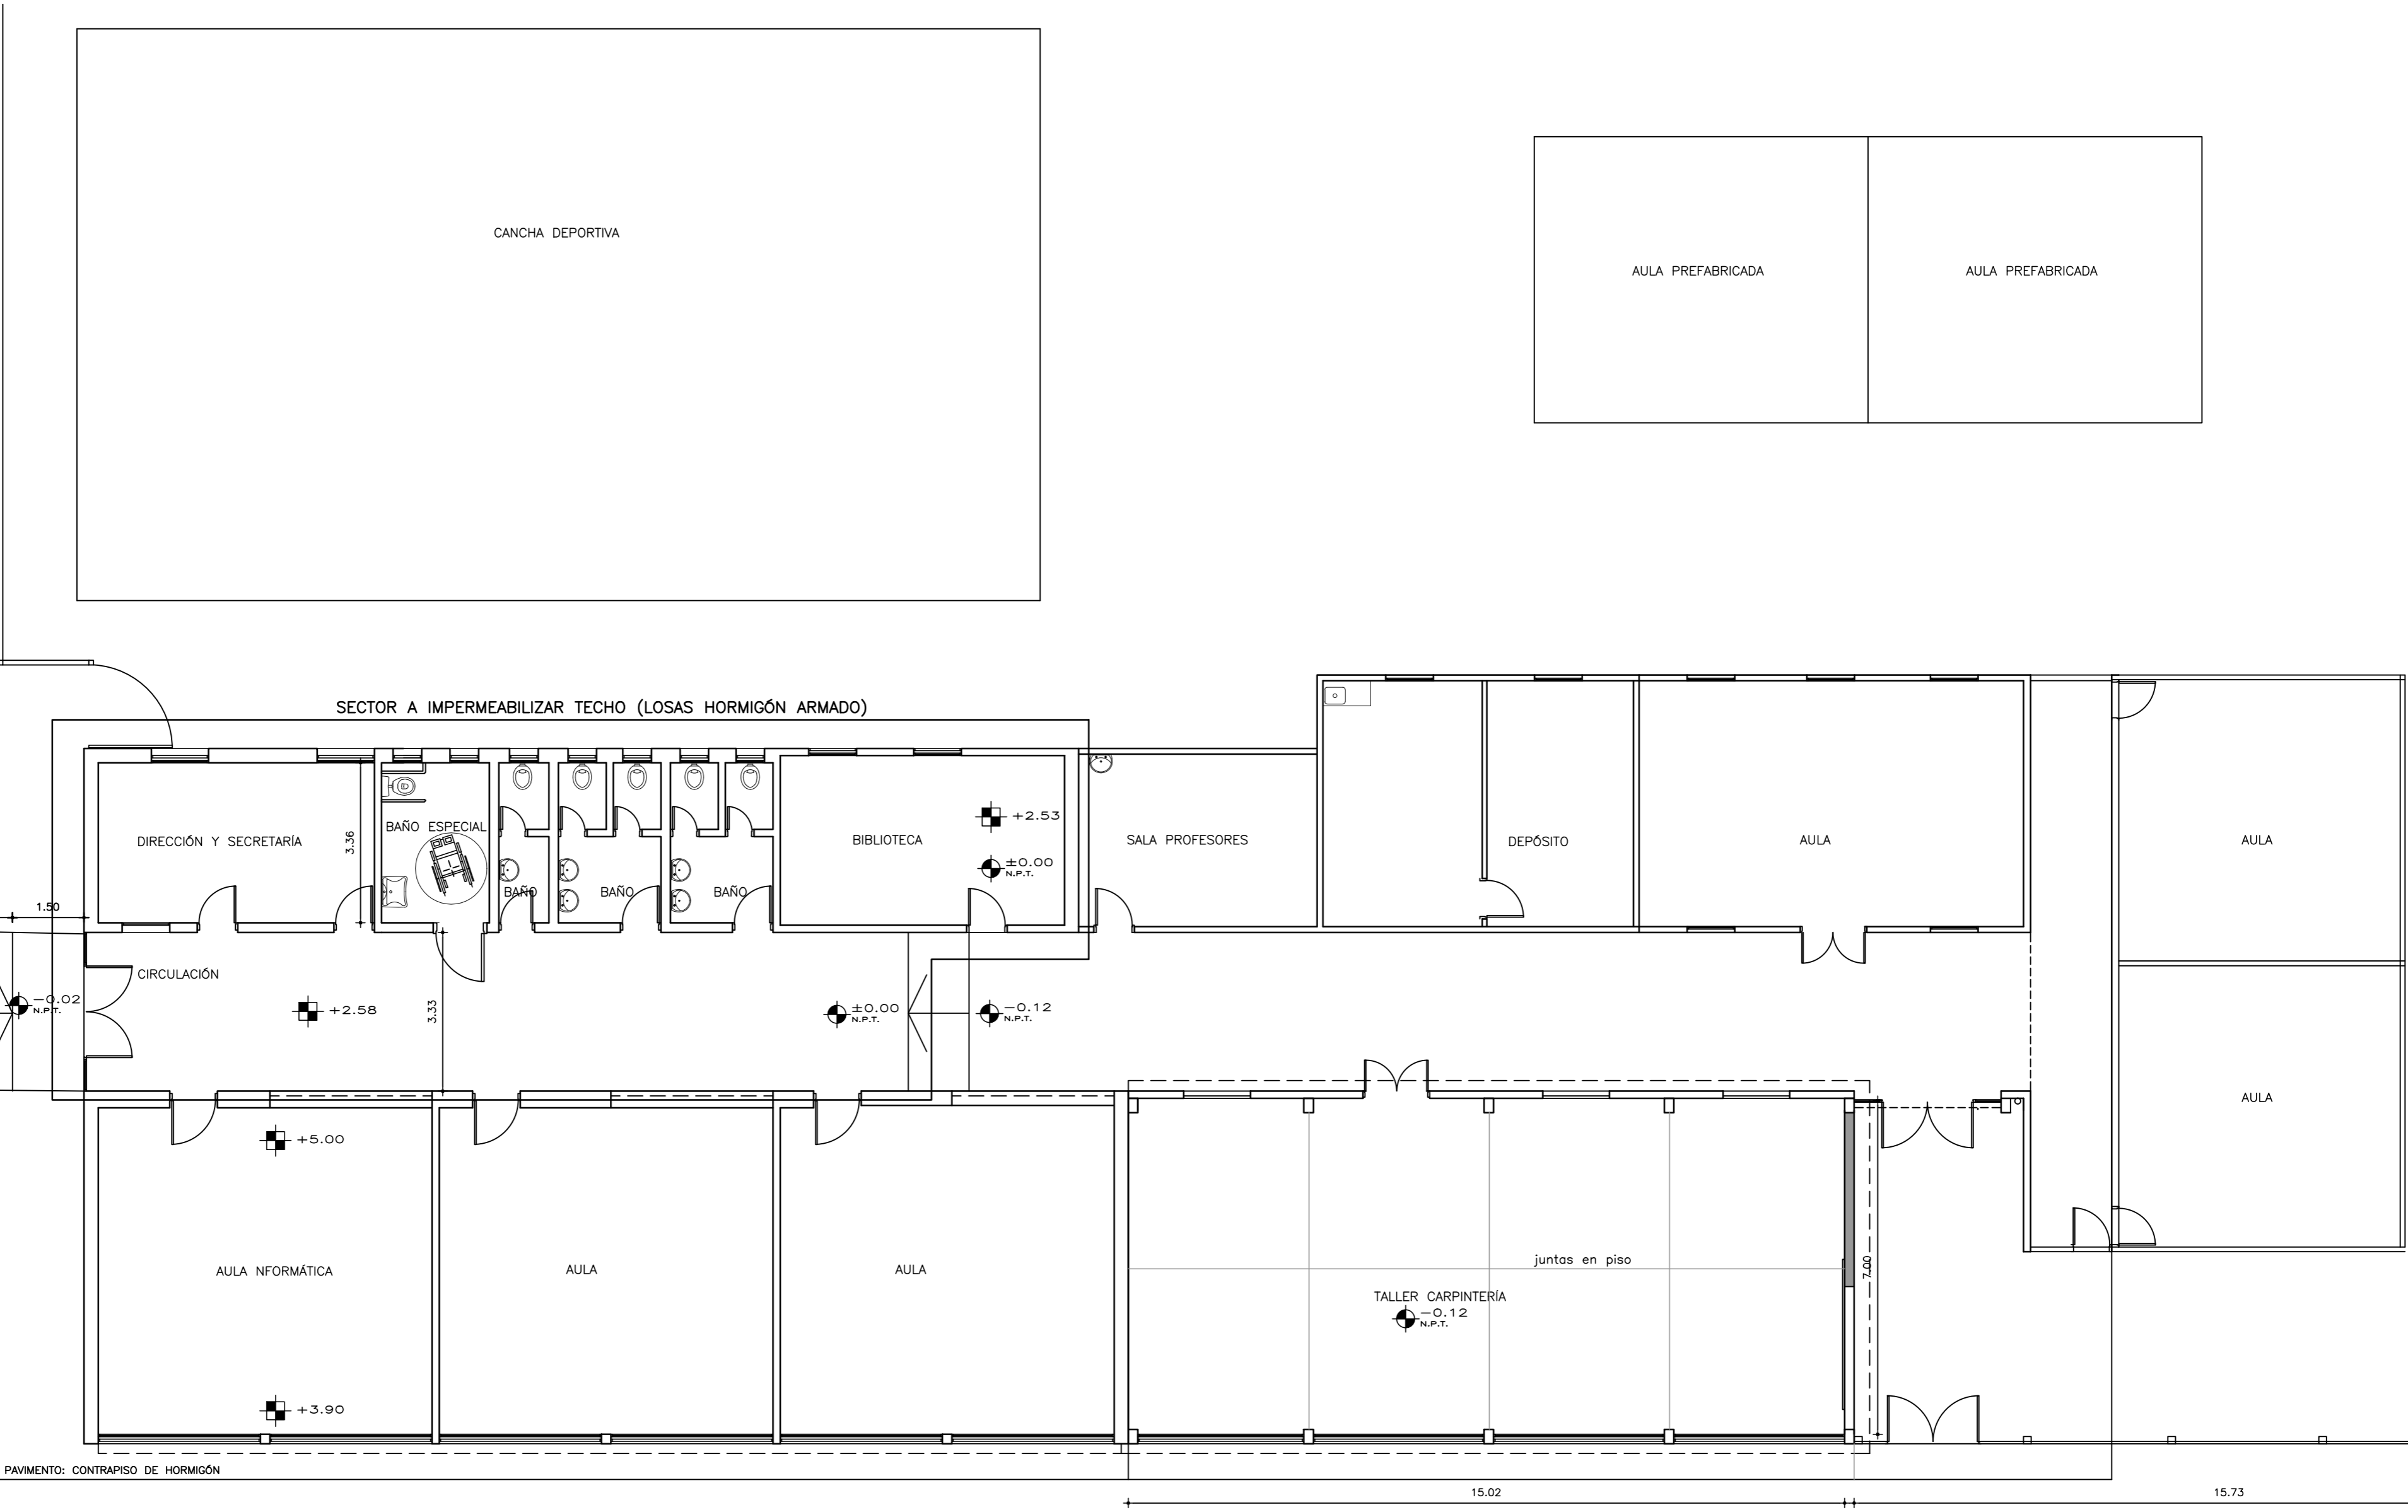 CANCHA DEPORTIVA
AULA PREFABRICADA
AULA PREFABRICADA
SECTOR A IMPERMEABILIZAR TECHO (LOSAS HORMIGÓN ARMADO)
DIRECCIÓN Y SECRETARÍA
3.36
BAÑO ESPECIAL
BAÑO
BAÑO
BAÑO
BIBLIOTECA
+2.53
±0.00
N.P.T.
SALA PROFESORES
DEPÓSITO
AULA
AULA
1.50
CIRCULACIÓN
-0.02
N.P.T.
+2.58
3.33
±0.00
N.P.T.
-0.12
N.P.T.
AULA
+5.00
AULA NFORMÁTICA
AULA
AULA
juntas en piso
7.00
TALLER CARPINTERÍA
-0.12
N.P.T.
+3.90
PAVIMENTO: CONTRAPISO DE HORMIGÓN
15.02
15.73